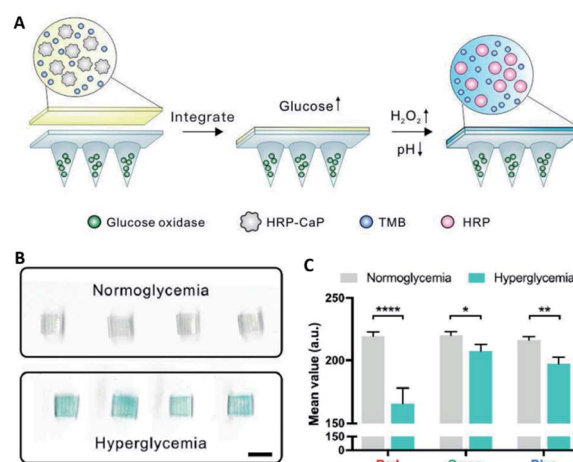 A
Integrate
Glucose↑
H₂O₂↑
pH↓
Glucose oxidase
HRP-CaP
TMB
HRP
B
Normoglycemia
Hyperglycemia
C
Normoglycemia
Hyperglycemia
Mean value (a.u.)
250
200
150
150
0
****
*
**